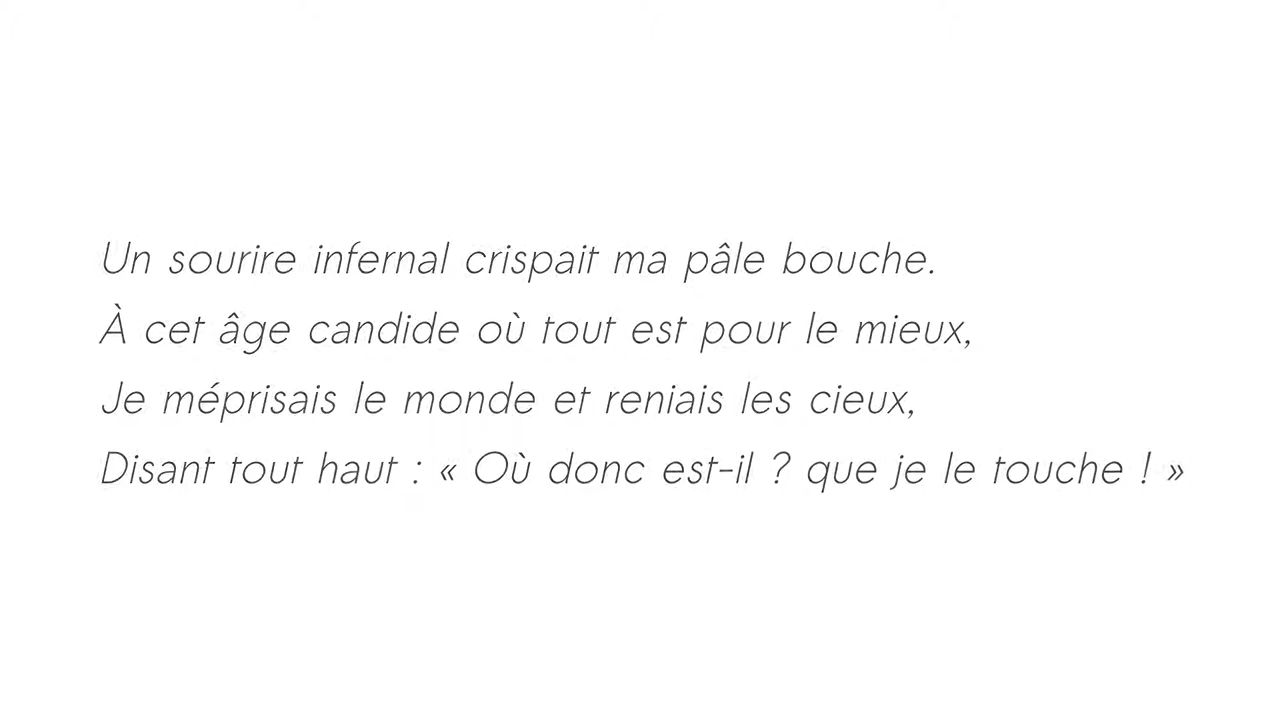 Un sourire infernal crispait ma pâle bouche.
À cet âge candide où tout est pour le mieux,
Je méprisais le monde et reniais les cieux,
Disant tout haut : « Où donc est-il ? que je le touche ! »